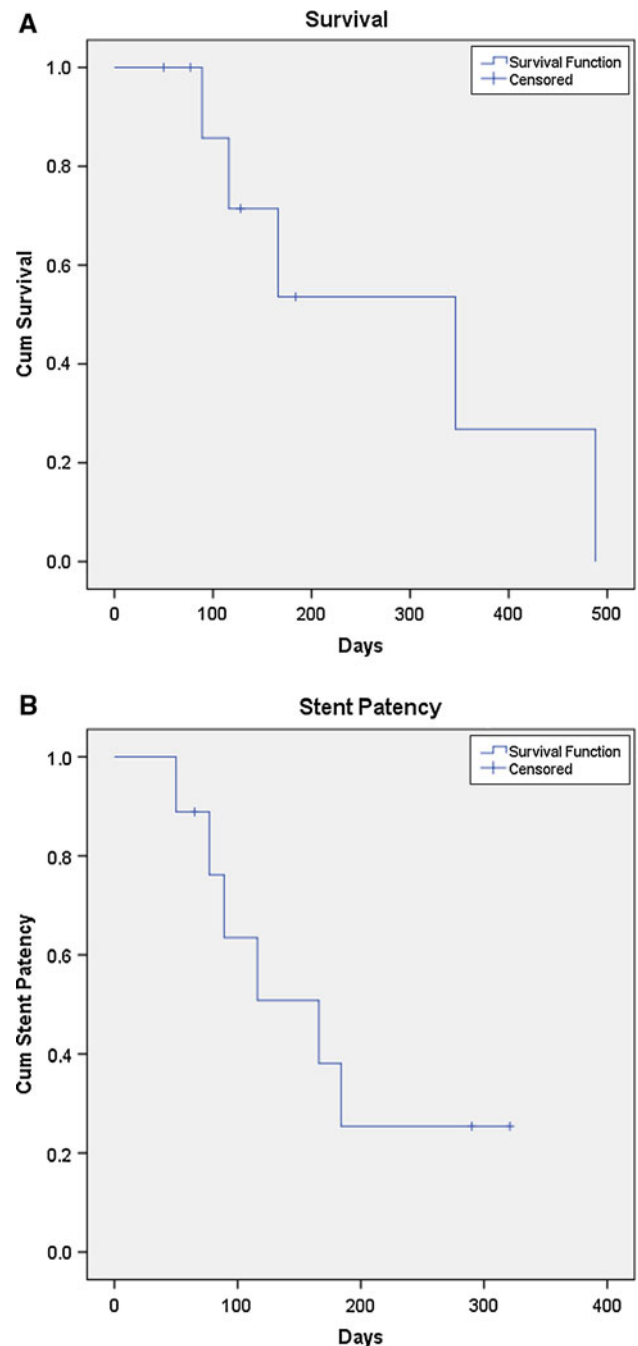 A
Survival
Survival Function
Censored
1.0
0.8
0.6
0.4
0.2
0.0
Cum Survival
0 100 200 300 400 500
Days
B
Stent Patency
Survival Function
Censored
1.0
0.8
0.6
0.4
0.2
0.0
Cum Stent Patency
0 100 200 300 400
Days